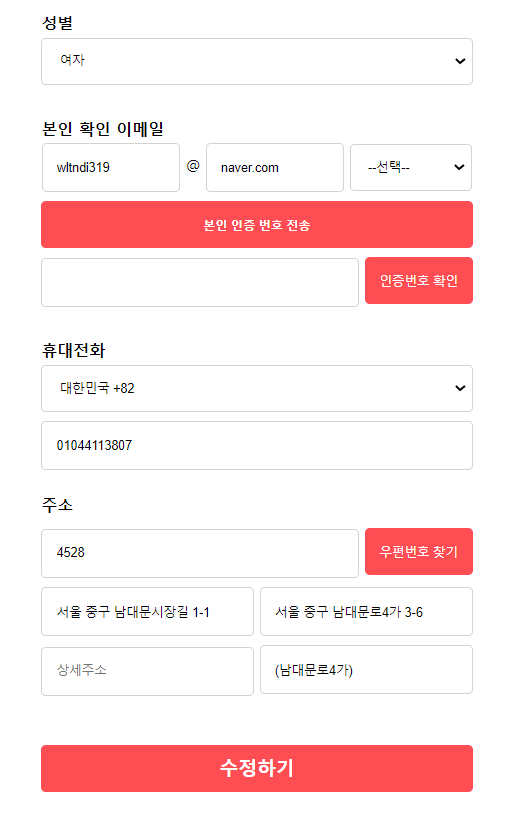 성별
여자
본인 확인 이메일
wltndi319 @ naver.com --선택--
본인 인증 번호 전송
인증번호 확인
휴대전화
대한민국 +82
01044113807
주소
4528 우편번호 찾기
서울 중구 남대문시장길 1-1 서울 중구 남대문로4가 3-6
상세주소 (남대문로4가)
수정하기